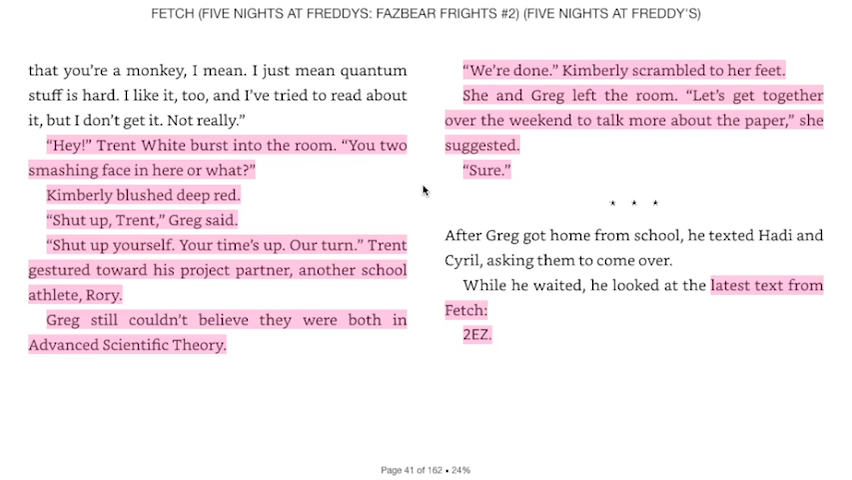 FETCH (FIVE NIGHTS AT FREDDYS: FAZBEAR FRIGHTS #2) (FIVE NIGHTS AT FREDDY'S)
that you’re a monkey, I mean. I just mean quantum
stuff is hard. I like it, too, and I’ve tried to read about
it, but I don’t get it. Not really.”
“Hey!” Trent White burst into the room. “You two
smashing face in here or what?”
Kimberly blushed deep red.
“Shut up, Trent,” Greg said.
“Shut up yourself. Your time’s up. Our turn.” Trent
gestured toward his project partner, another school
athlete, Rory.
Greg still couldn’t believe they were both in
Advanced Scientific Theory.
“We’re done.” Kimberly scrambled to her feet.
She and Greg left the room. “Let’s get together
over the weekend to talk more about the paper,” she
suggested.
“Sure.”
* * *
After Greg got home from school, he texted Hadi and
Cyril, asking them to come over.
While he waited, he looked at the latest text from
Fetch:
2EZ.
Page 41 of 162 • 24%